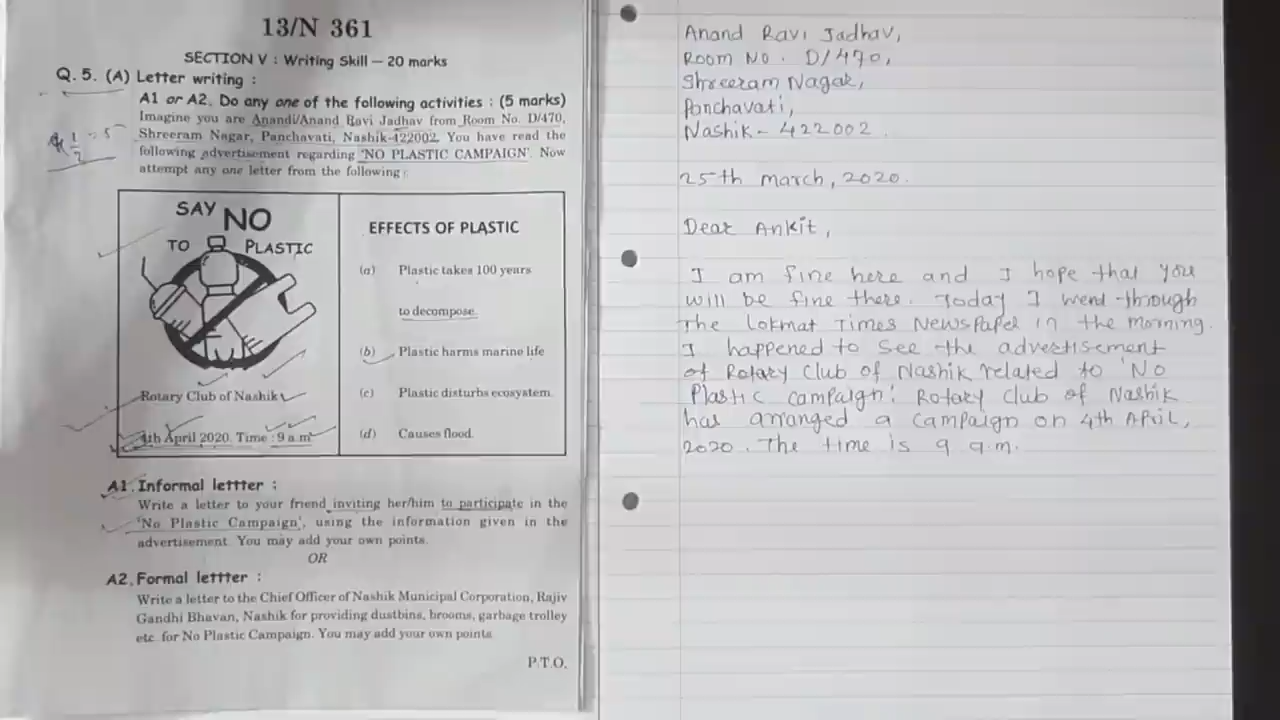 13/N 361
SECTION V : Writing Skill – 20 marks
Q. 5. (A) Letter writing :
A1 or A2. Do any one of the following activities : (5 marks)
Imagine you are Anandi/Anand Ravi Jadhav from Room No. D/470,
Shreeram Nagar, Panchavati, Nashik-422002. You have read the
following advertisement regarding 'NO PLASTIC CAMPAIGN'. Now
attempt any one letter from the following :
SAY NO
TO PLASTIC
Rotary Club of Nashik
4th April 2020. Time : 9 a.m
EFFECTS OF PLASTIC
(a) Plastic takes 100 years
to decompose.
(b) Plastic harms marine life
(c) Plastic disturbs ecosystem.
(d) Causes flood.
A1. Informal lettter :
Write a letter to your friend inviting her/him to participate in the
'No Plastic Campaign', using the information given in the
advertisement. You may add your own points.
OR
A2. Formal lettter :
Write a letter to the Chief Officer of Nashik Municipal Corporation, Rajiv
Gandhi Bhavan, Nashik for providing dustbins, brooms, garbage trolley
etc. for No Plastic Campaign. You may add your own points
P.T.O.
Anand Ravi Jadhav,
Room No. D/470,
Shreeram Nagar,
Panchavati,
Nashik - 422002.
25th march, 2020.
Dear Ankit,
I am fine here and I hope that you
will be fine there. Today I went through
The Lokmat Times Newspaper in the morning.
I happened to see the advertisement
of Rotary Club of Nashik related to 'No
Plastic campaign'. Rotary Club of Nashik
has arranged a campaign on 4th April,
2020. The time is 9 a.m.